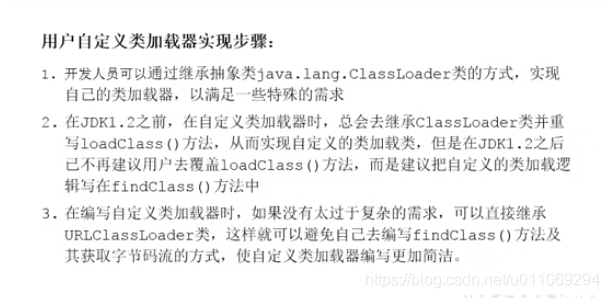 用户自定义类加载器实现步骤：
1. 开发人员可以通过继承抽象类java.lang.ClassLoader类的方式，实现
自己的类加载器，以满足一些特殊的需求
2. 在JDK1.2之前，在自定义类加载器时，总会去继承ClassLoader类并重
写loadClass()方法，从而实现自定义的类加载类，但是在JDK1.2之后
已不再建议用户去覆盖loadClass()方法，而是建议把自定义的类加载逻
辑写在findClass()方法中
3. 在编写自定义类加载器时，如果没有太过于复杂的需求，可以直接继承
URLClassLoader类，这样就可以避免自己去编写findClass()方法及
其获取字节码流的方式，使自定义类加载器编写更加简洁。
https://blog.csdn.net/u011069294